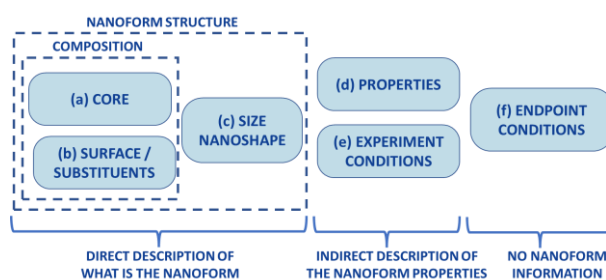 NANOFORM STRUCTURE
COMPOSITION
(a) CORE
(b) SURFACE /
SUBSTITUENTS
(c) SIZE
NANOSHAPE
(d) PROPERTIES
(e) EXPERIMENT
CONDITIONS
(f) ENDPOINT
CONDITIONS
DIRECT DESCRIPTION OF
WHAT IS THE NANOFORM
INDIRECT DESCRIPTION OF
THE NANOFORM PROPERTIES
NO NANOFORM
INFORMATION